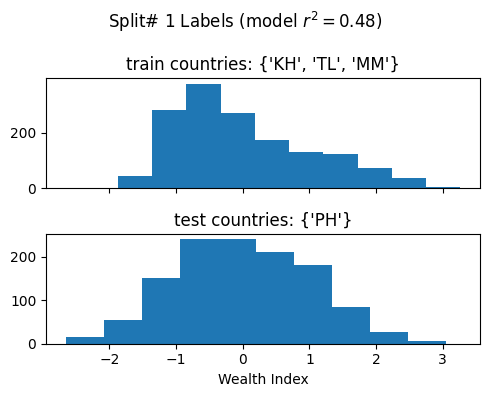 Split# 1 Labels (model r² = 0.48)
train countries: {'KH', 'TL', 'MM'}
200
0
test countries: {'PH'}
200
100
0
−2 −1 0 1 2 3
Wealth Index